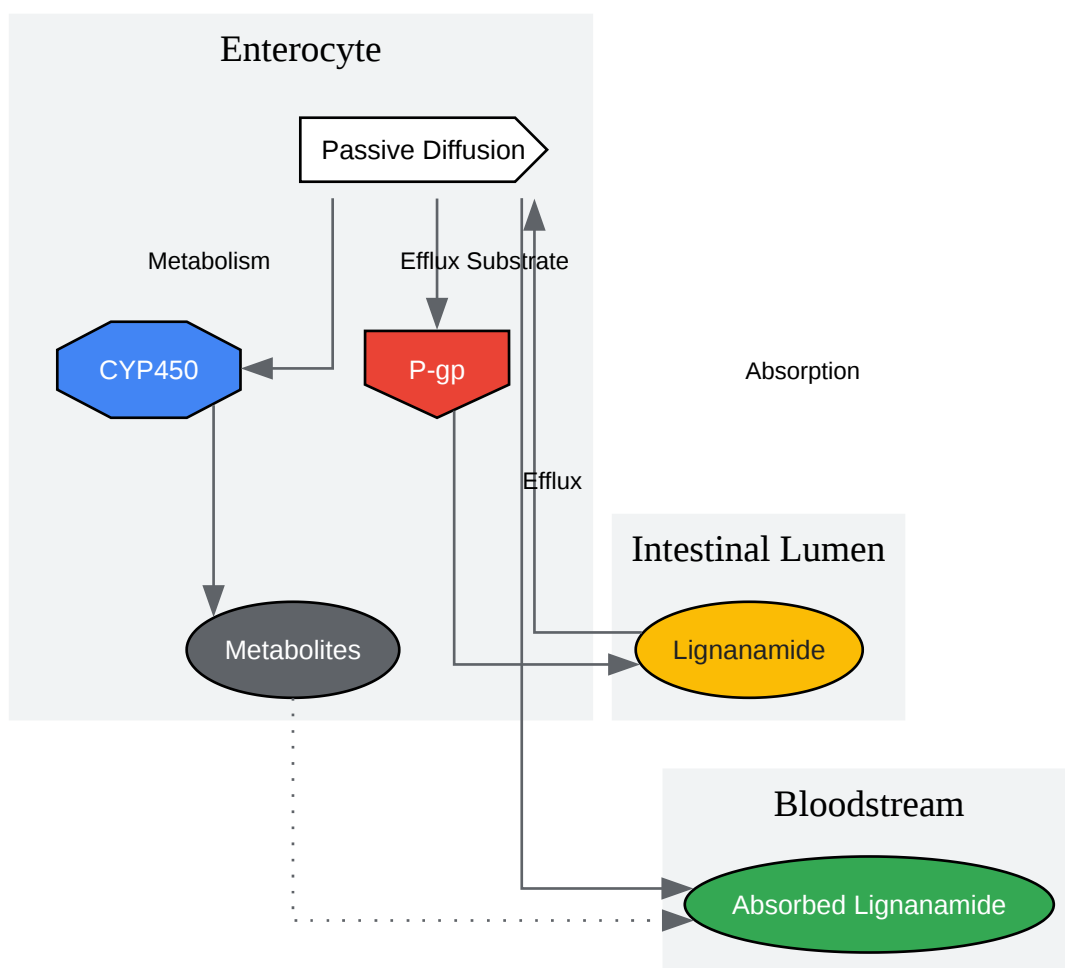 Enterocyte
Passive Diffusion
Metabolism
Efflux Substrate
CYP450
P-gp
Absorption
Efflux
Intestinal Lumen
Metabolites
Lignanamide
Bloodstream
Absorbed Lignanamide